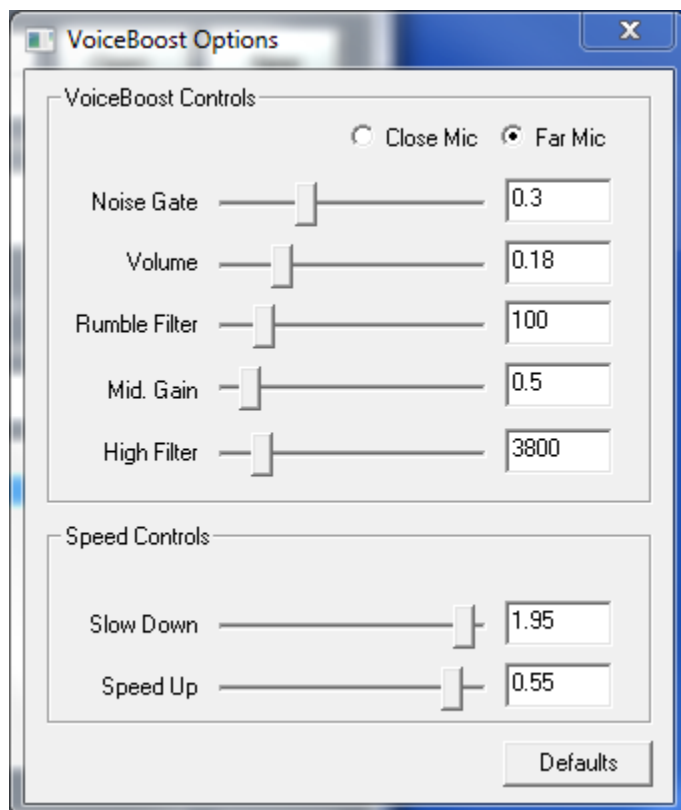 VoiceBoost Options
x
VoiceBoost Controls
Close Mic Far Mic
Noise Gate 0.3
Volume 0.18
Rumble Filter 100
Mid. Gain 0.5
High Filter 3800
Speed Controls
Slow Down 1.95
Speed Up 0.55
Defaults